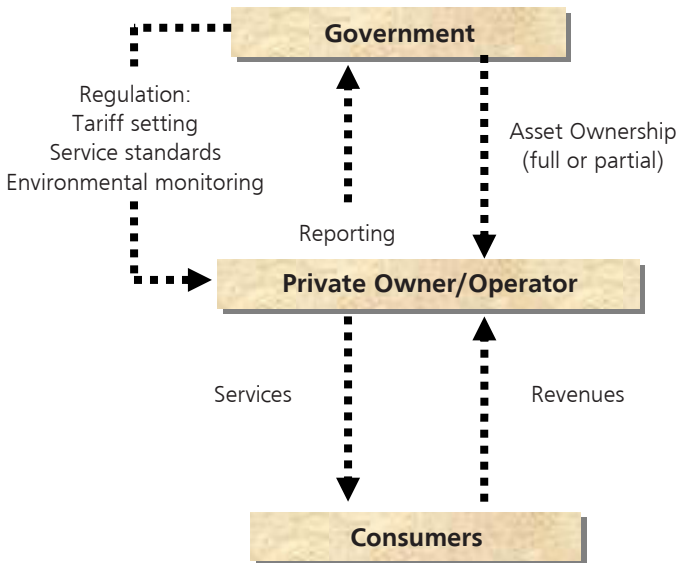 Government
Regulation:
Tariff setting
Service standards
Environmental monitoring
Asset Ownership
(full or partial)
Reporting
Private Owner/Operator
Services
Revenues
Consumers